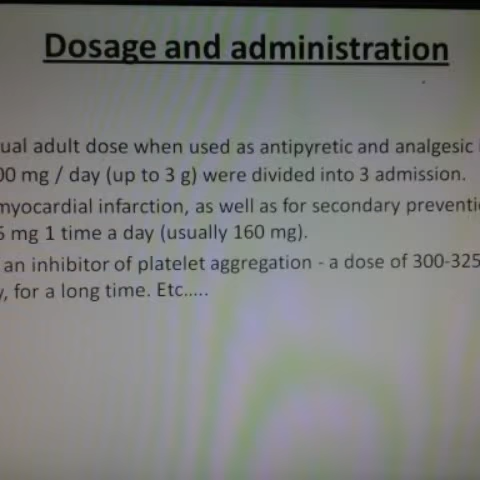 Dosage and administration
ual adult dose when used as antipyretic and analgesic
00 mg / day (up to 3 g) were divided into 3 admission.
myocardial infarction, as well as for secondary preventi
mg 1 time a day (usually 160 mg).
an inhibitor of platelet aggregation - a dose of 300-325
, for a long time. Etc.....